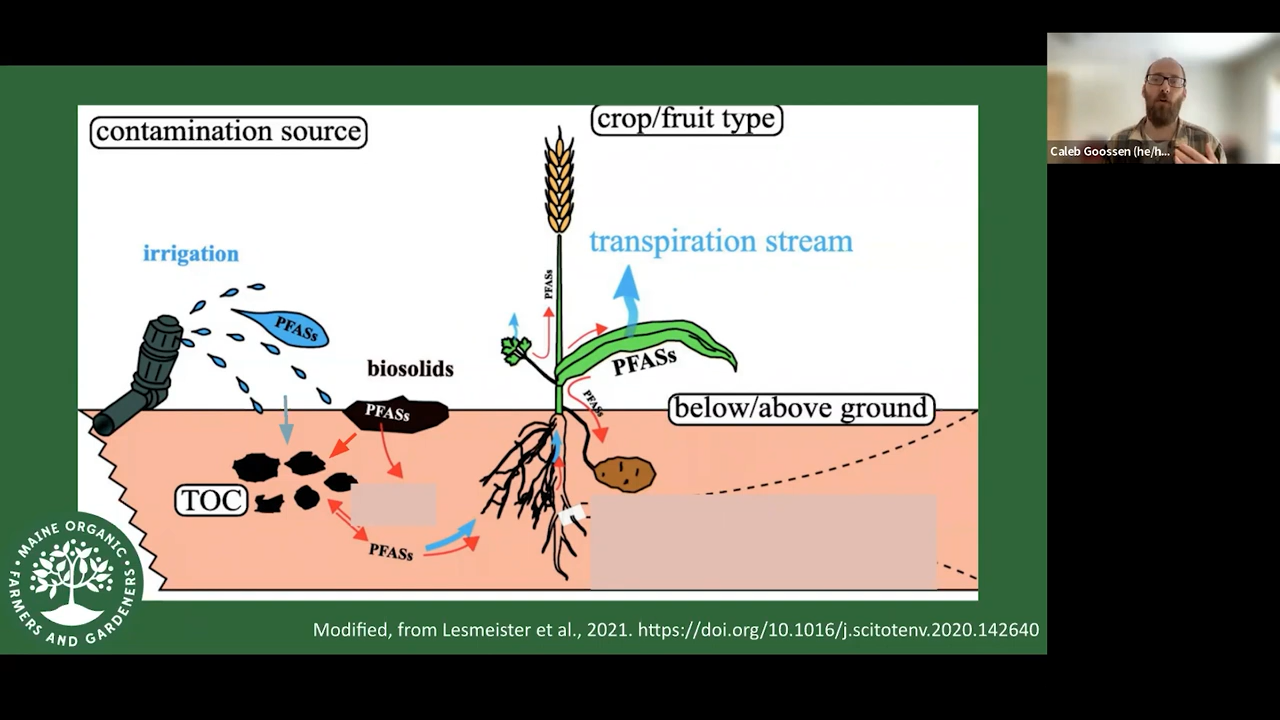 contamination source
crop/fruit type
Caleb Goossen (he/h...
irrigation
transpiration stream
PFASs
PFASs
biosolids
PFASs
PFASs
PFASs
below/above ground
TOC
PFASs
MAINE ORGANIC
FARMERS AND GARDENERS
Modified, from Lesmeister et al., 2021. https://doi.org/10.1016/j.scitotenv.2020.142640